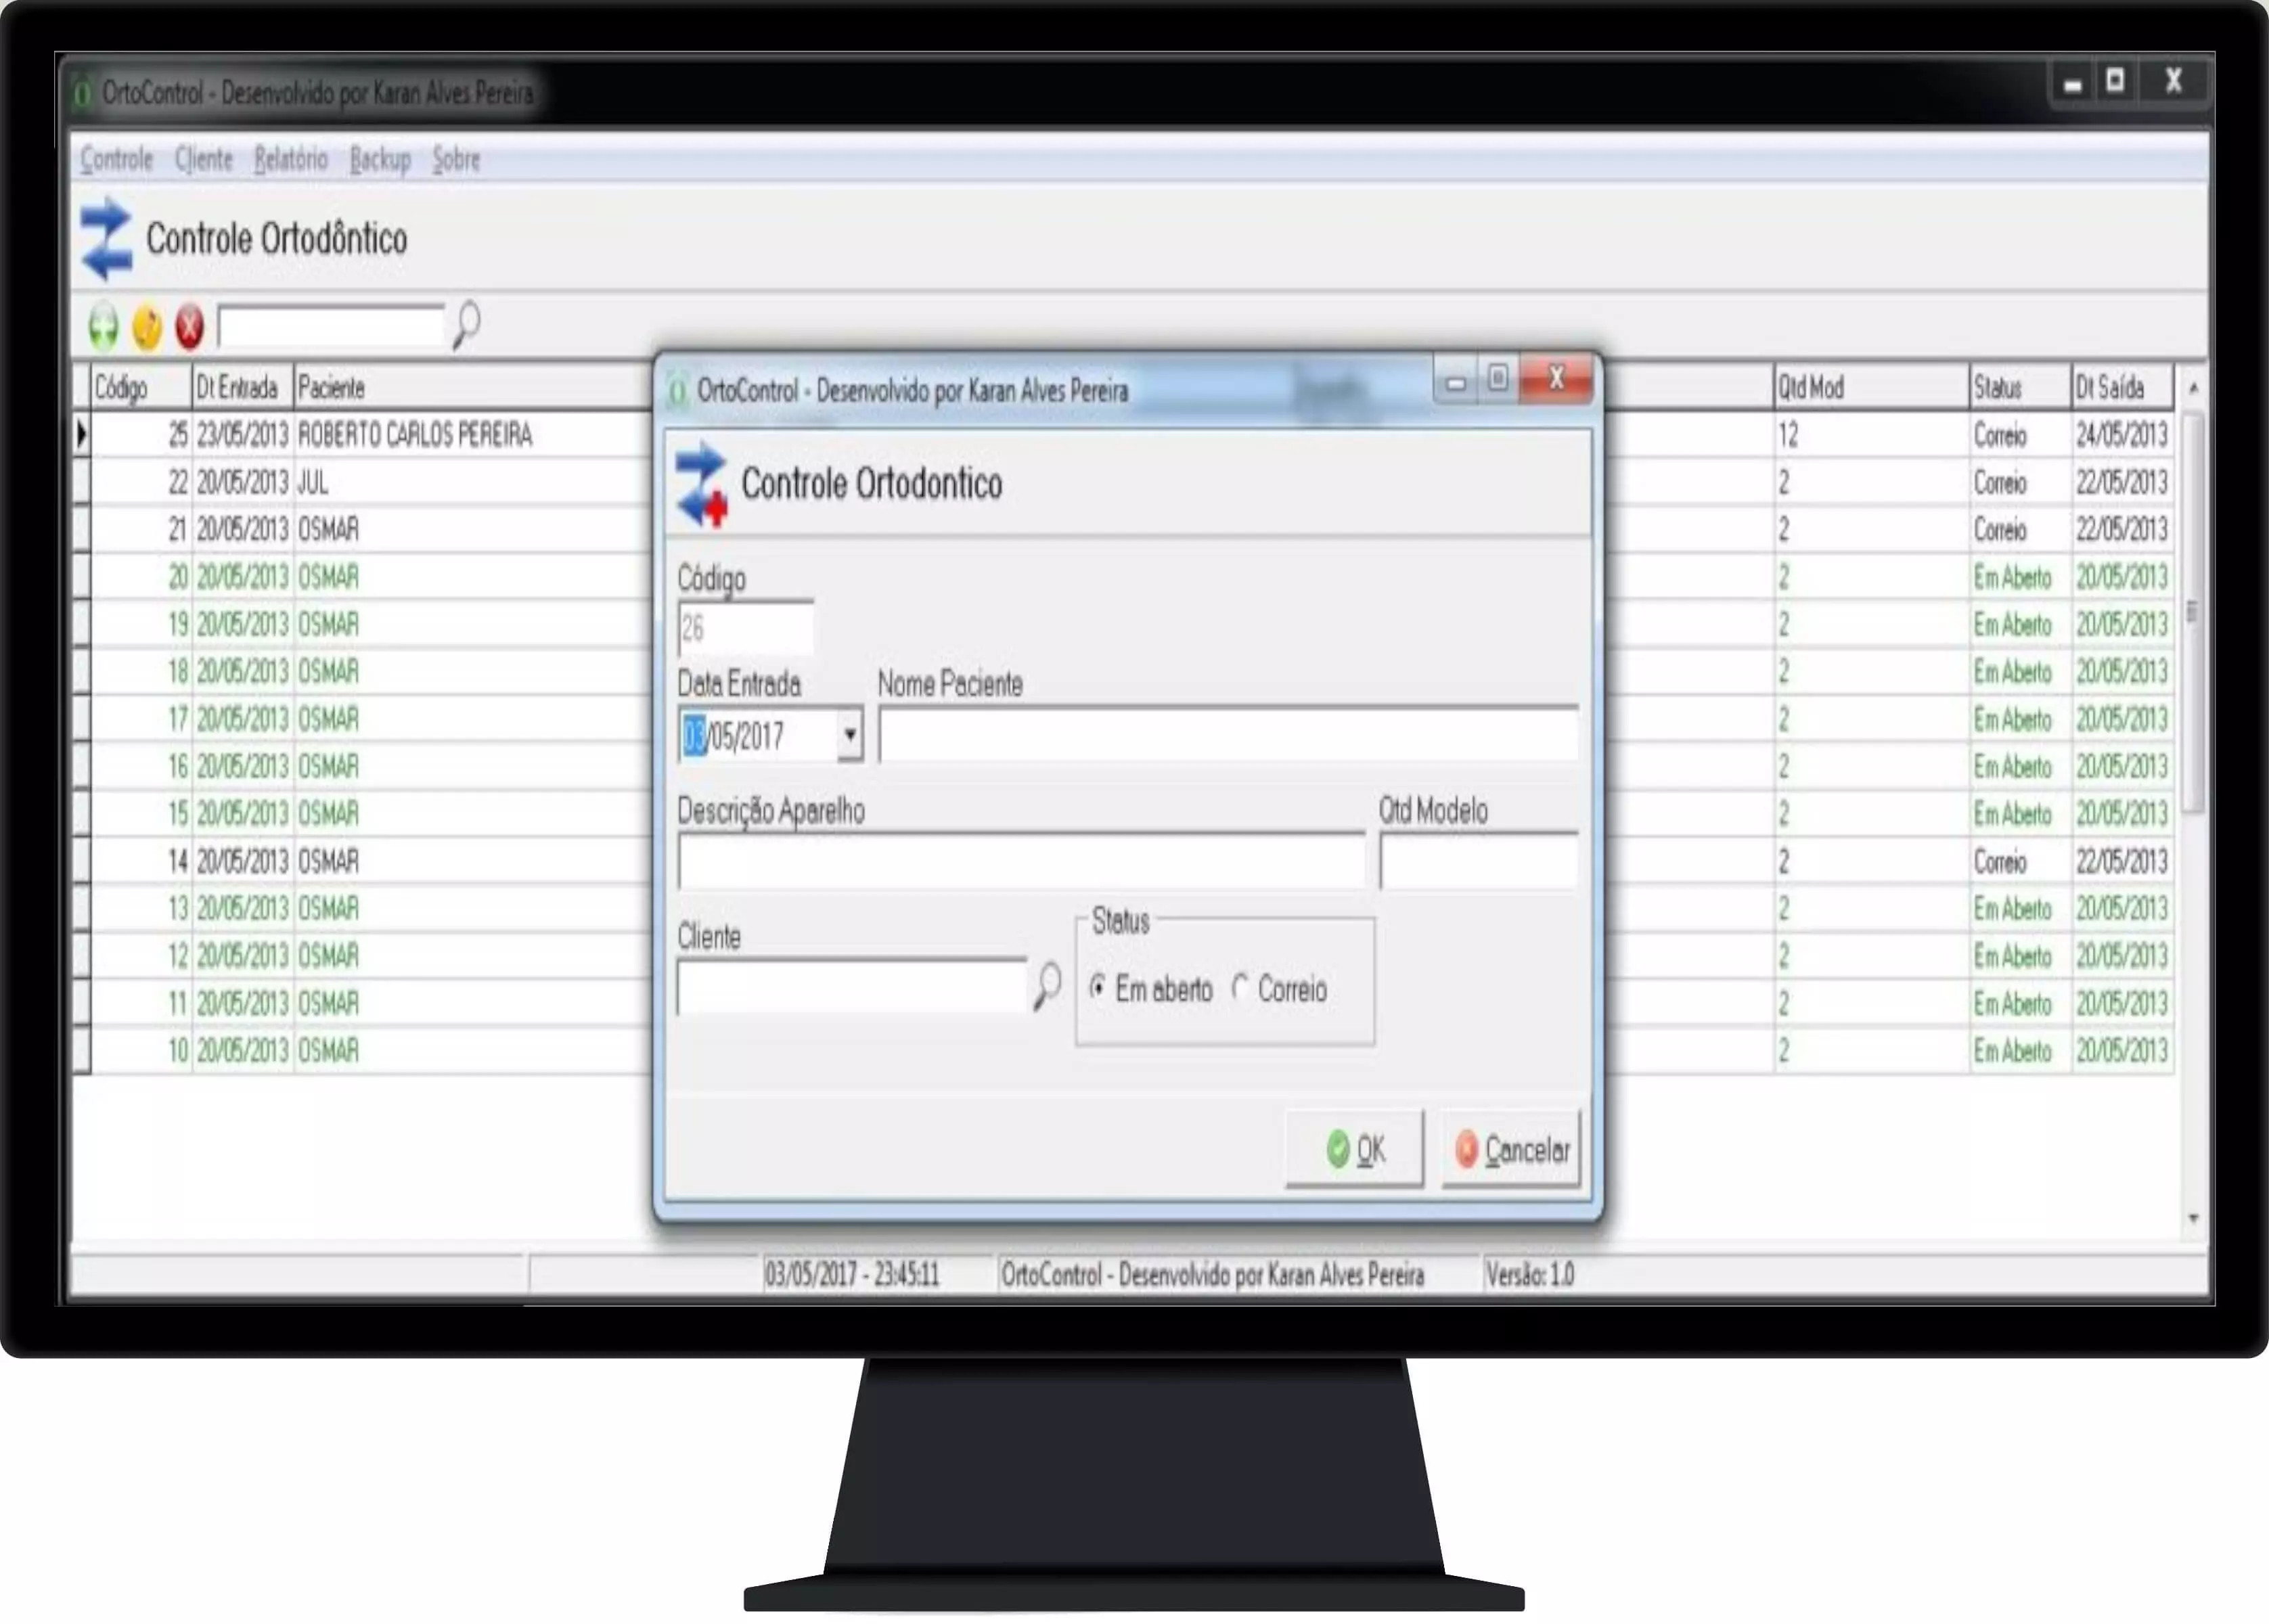 OrtoControl - Desenvolvido por Karan Alves Pereira
Controle Cliente Relatório Backup Sobre
Controle Ortodôntico
Código Dt Entrada Paciente Qtd Mod Status Dt Saída
25 23/05/2013 ROBERTO CARLOS PEREIRA 12 Correio 24/05/2013
22 20/05/2013 JUL 2 Correio 22/05/2013
21 20/05/2013 OSMAR 2 Correio 22/05/2013
20 20/05/2013 OSMAR 2 Em Aberto 20/05/2013
19 20/05/2013 OSMAR 2 Em Aberto 20/05/2013
18 20/05/2013 OSMAR 2 Em Aberto 20/05/2013
17 20/05/2013 OSMAR 2 Em Aberto 20/05/2013
16 20/05/2013 OSMAR 2 Em Aberto 20/05/2013
15 20/05/2013 OSMAR 2 Em Aberto 20/05/2013
14 20/05/2013 OSMAR 2 Correio 22/05/2013
13 20/05/2013 OSMAR 2 Em Aberto 20/05/2013
12 20/05/2013 OSMAR 2 Em Aberto 20/05/2013
11 20/05/2013 OSMAR 2 Em Aberto 20/05/2013
10 20/05/2013 OSMAR 2 Em Aberto 20/05/2013
OrtoControl - Desenvolvido por Karan Alves Pereira
Controle Ortodontico
Código
26
Data Entrada Nome Paciente
03/05/2017
Descrição Aparelho Qtd Modelo
Cliente Status
Em aberto Correio
OK Cancelar
03/05/2017 - 23:45:11 OrtoControl - Desenvolvido por Karan Alves Pereira Versão: 1.0